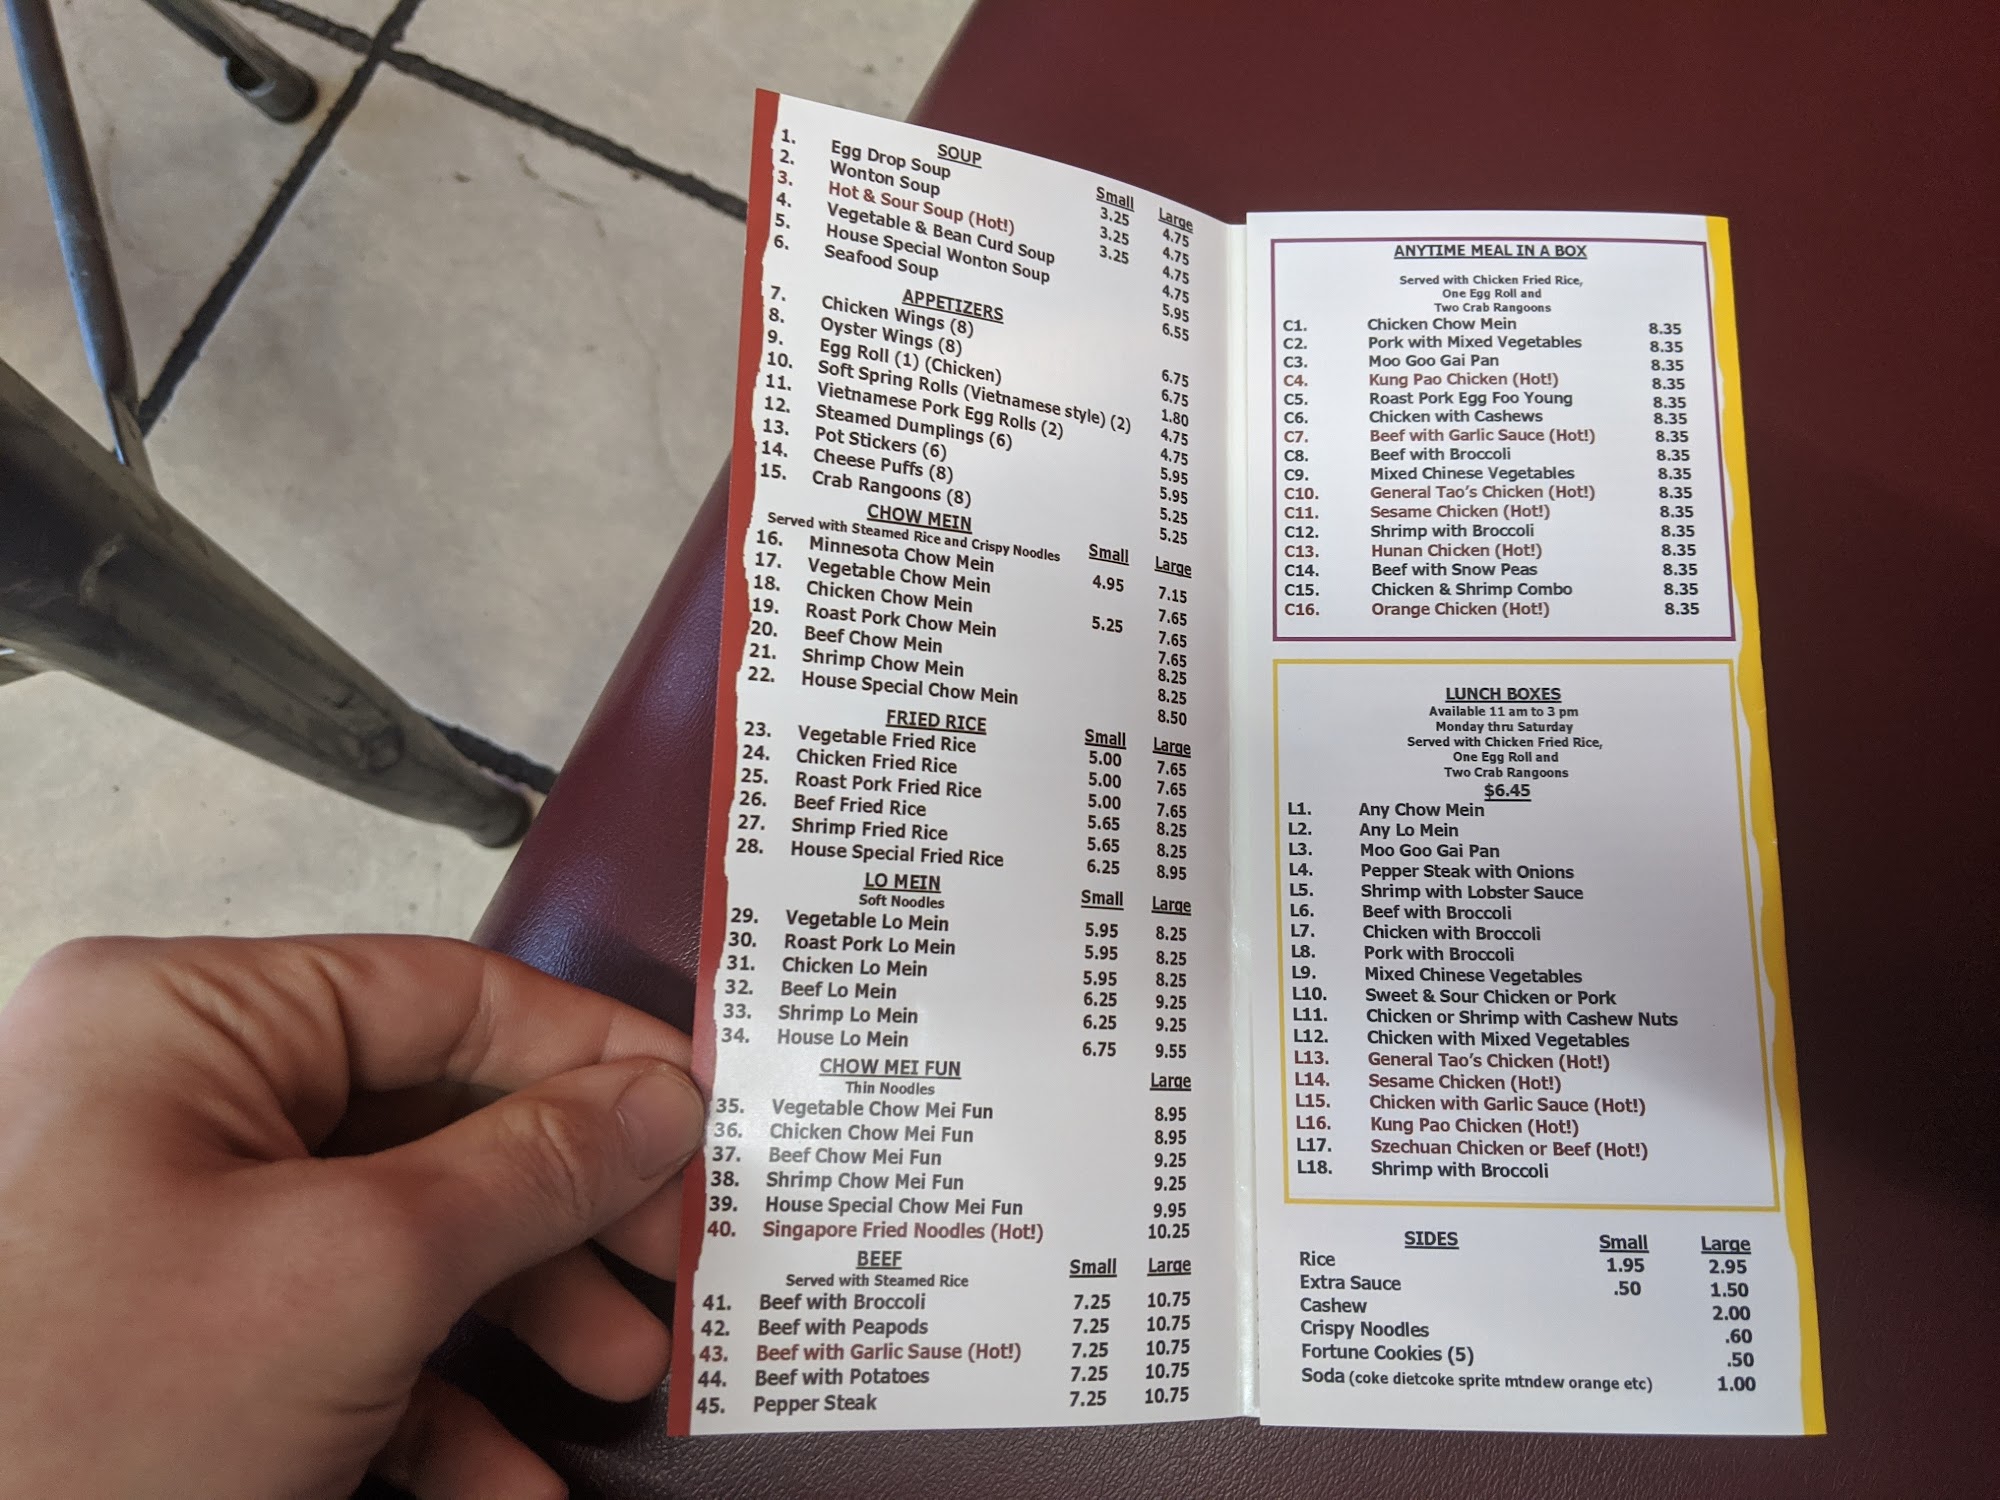 SOUP
Small Large
1. Egg Drop Soup 3.25 4.75
2. Wonton Soup 3.25 4.75
3. Hot & Sour Soup (Hot!) 3.25 4.75
4. Vegetable & Bean Curd Soup 4.75
5. House Special Wonton Soup 5.95
6. Seafood Soup 6.55
APPETIZERS
7. Chicken Wings (8) 6.75
8. Oyster Wings (8) 6.75
9. Egg Roll (1) (Chicken) 1.80
10. Soft Spring Rolls (Vietnamese style) (2) 4.75
11. Vietnamese Pork Egg Rolls (2) 4.75
12. Steamed Dumplings (6) 5.95
13. Pot Stickers (6) 5.95
14. Cheese Puffs (8) 5.25
15. Crab Rangoons (8) 5.25
CHOW MEIN
Served with Steamed Rice and Crispy Noodles Small Large
16. Minnesota Chow Mein 4.95 7.15
17. Vegetable Chow Mein 7.65
18. Chicken Chow Mein 5.25 7.65
19. Roast Pork Chow Mein 7.65
20. Beef Chow Mein 8.25
21. Shrimp Chow Mein 8.25
22. House Special Chow Mein 8.50
FRIED RICE
Small Large
23. Vegetable Fried Rice 5.00 7.65
24. Chicken Fried Rice 5.00 7.65
25. Roast Pork Fried Rice 5.00 7.65
26. Beef Fried Rice 5.65 8.25
27. Shrimp Fried Rice 5.65 8.25
28. House Special Fried Rice 6.25 8.95
LO MEIN
Soft Noodles Small Large
29. Vegetable Lo Mein 5.95 8.25
30. Roast Pork Lo Mein 5.95 8.25
31. Chicken Lo Mein 5.95 8.25
32. Beef Lo Mein 6.25 9.25
33. Shrimp Lo Mein 6.25 9.25
34. House Lo Mein 6.75 9.55
CHOW MEI FUN
Thin Noodles Large
35. Vegetable Chow Mei Fun 8.95
36. Chicken Chow Mei Fun 8.95
37. Beef Chow Mei Fun 9.25
38. Shrimp Chow Mei Fun 9.25
39. House Special Chow Mei Fun 9.95
40. Singapore Fried Noodles (Hot!) 10.25
BEEF
Served with Steamed Rice Small Large
41. Beef with Broccoli 7.25 10.75
42. Beef with Peapods 7.25 10.75
43. Beef with Garlic Sause (Hot!) 7.25 10.75
44. Beef with Potatoes 7.25 10.75
45. Pepper Steak 7.25 10.75
ANYTIME MEAL IN A BOX
Served with Chicken Fried Rice,
One Egg Roll and
Two Crab Rangoons
C1. Chicken Chow Mein 8.35
C2. Pork with Mixed Vegetables 8.35
C3. Moo Goo Gai Pan 8.35
C4. Kung Pao Chicken (Hot!) 8.35
C5. Roast Pork Egg Foo Young 8.35
C6. Chicken with Cashews 8.35
C7. Beef with Garlic Sauce (Hot!) 8.35
C8. Beef with Broccoli 8.35
C9. Mixed Chinese Vegetables 8.35
C10. General Tao's Chicken (Hot!) 8.35
C11. Sesame Chicken (Hot!) 8.35
C12. Shrimp with Broccoli 8.35
C13. Hunan Chicken (Hot!) 8.35
C14. Beef with Snow Peas 8.35
C15. Chicken & Shrimp Combo 8.35
C16. Orange Chicken (Hot!) 8.35
LUNCH BOXES
Available 11 am to 3 pm
Monday thru Saturday
Served with Chicken Fried Rice,
One Egg Roll and
Two Crab Rangoons
$6.45
L1. Any Chow Mein
L2. Any Lo Mein
L3. Moo Goo Gai Pan
L4. Pepper Steak with Onions
L5. Shrimp with Lobster Sauce
L6. Beef with Broccoli
L7. Chicken with Broccoli
L8. Pork with Broccoli
L9. Mixed Chinese Vegetables
L10. Sweet & Sour Chicken or Pork
L11. Chicken or Shrimp with Cashew Nuts
L12. Chicken with Mixed Vegetables
L13. General Tao's Chicken (Hot!)
L14. Sesame Chicken (Hot!)
L15. Chicken with Garlic Sauce (Hot!)
L16. Kung Pao Chicken (Hot!)
L17. Szechuan Chicken or Beef (Hot!)
L18. Shrimp with Broccoli
SIDES Small Large
Rice 1.95 2.95
Extra Sauce .50 1.50
Cashew 2.00
Crispy Noodles .60
Fortune Cookies (5) .50
Soda (coke dietcoke sprite mtndew orange etc) 1.00